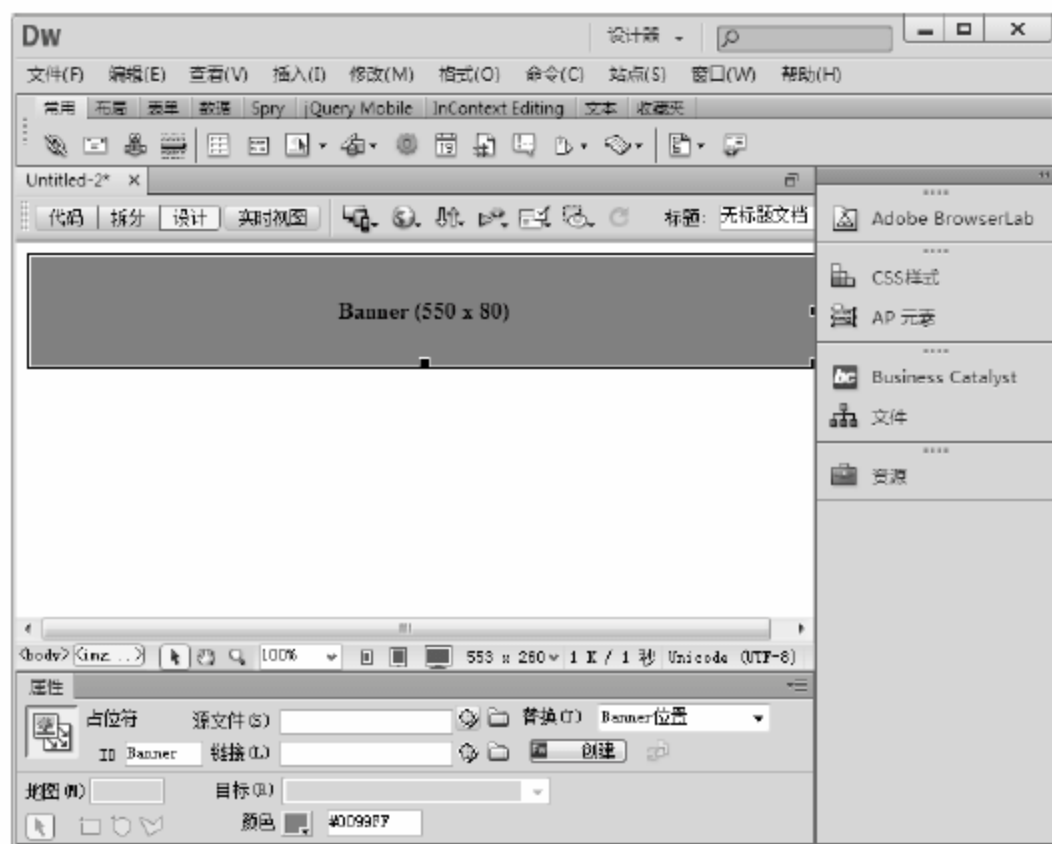 Dw 设计器
文件(F) 编辑(E) 查看(V) 插入(I) 修改(M) 格式(O) 命令(C) 站点(S) 窗口(W) 帮助(H)
常用 布局 表单 数据 Spry jQuery Mobile InContext Editing 文本 收藏夹
Untitled-2*
代码 拆分 设计 实时视图 标题: 无标题文档
Banner (550 x 80)
Adobe BrowserLab
CSS样式
AP 元素
Business Catalyst
文件
资源
<body> <img...> 100% 553 x 260 1 K / 1 秒 Unicode (UTF-8)
属性
占位符 源文件(S) 替换(T) Banner位置
ID Banner 链接(L) 创建
地图(M) 目标(R)
颜色 #0099FF